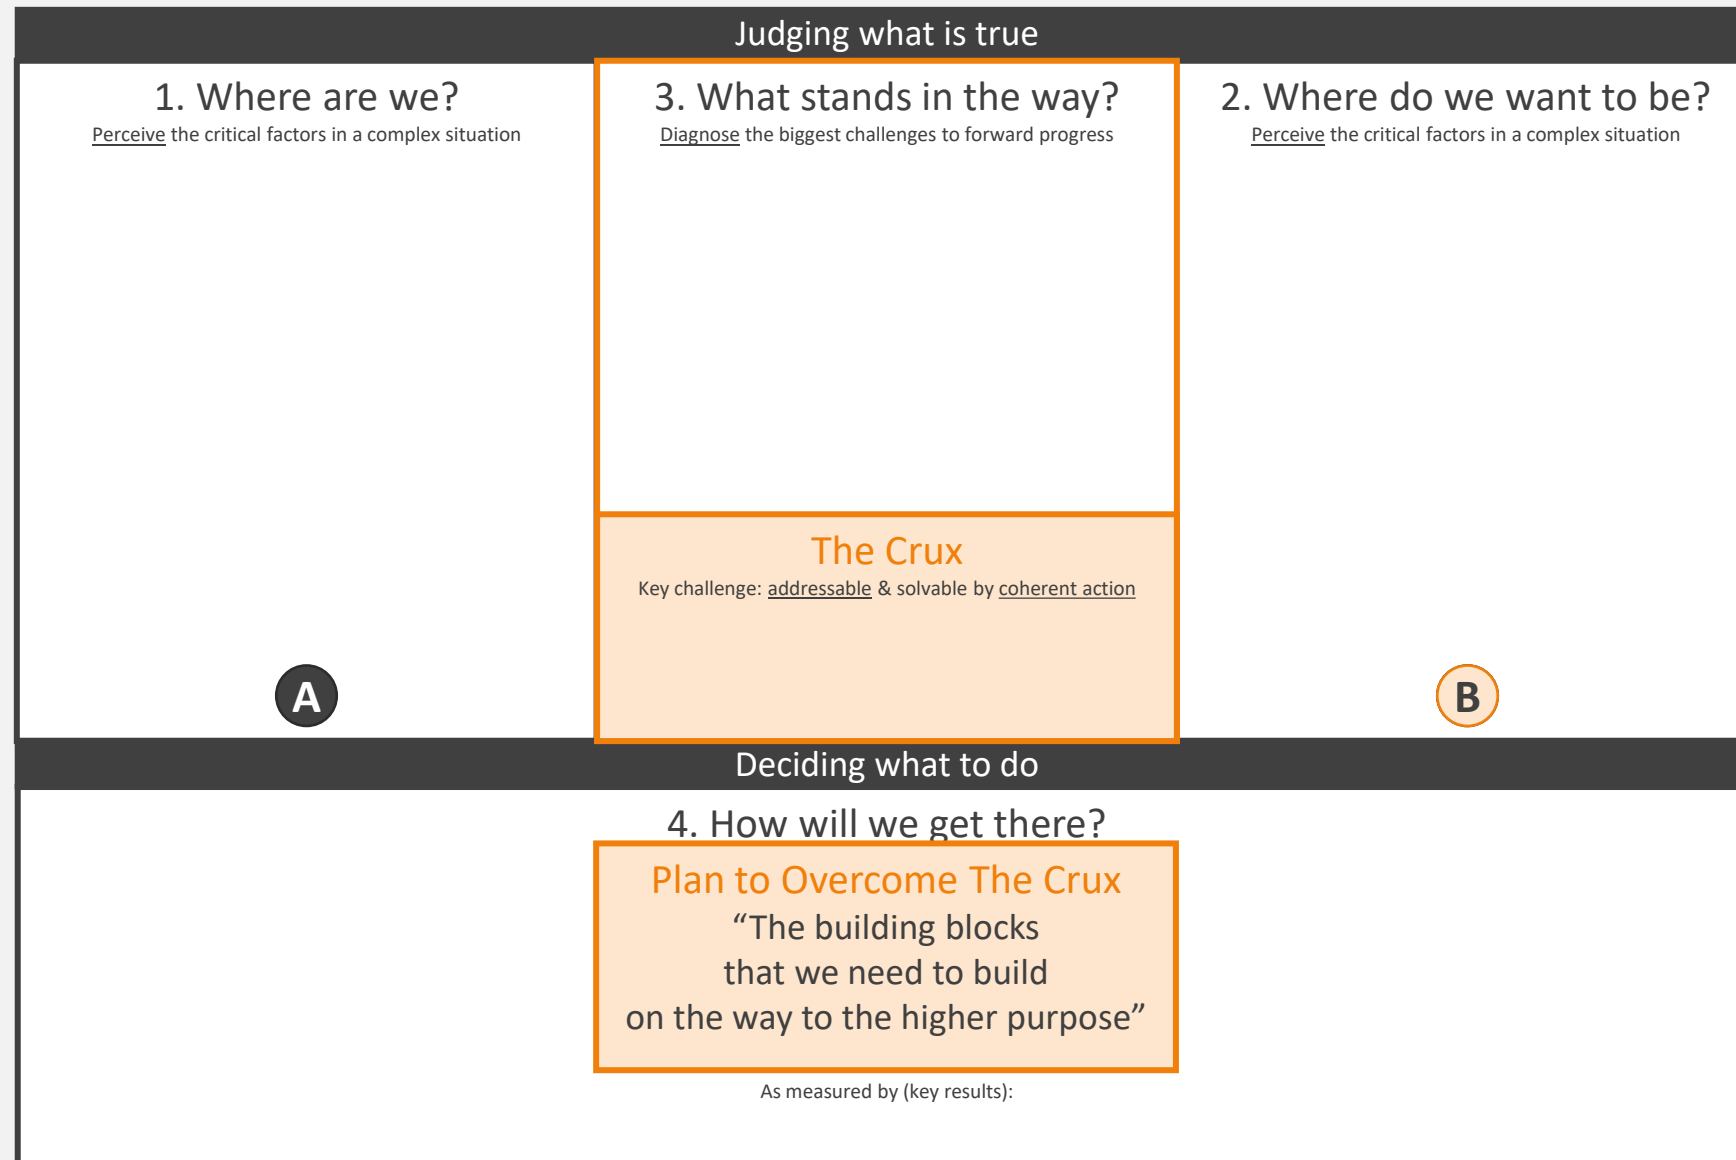 Judging what is true
1. Where are we?
Perceive the critical factors in a complex situation
A
3. What stands in the way?
Diagnose the biggest challenges to forward progress
The Crux
Key challenge: addressable & solvable by coherent action
2. Where do we want to be?
Perceive the critical factors in a complex situation
B
Deciding what to do
4. How will we get there?
Plan to Overcome The Crux
“The building blocks
that we need to build
on the way to the higher purpose”
As measured by (key results):